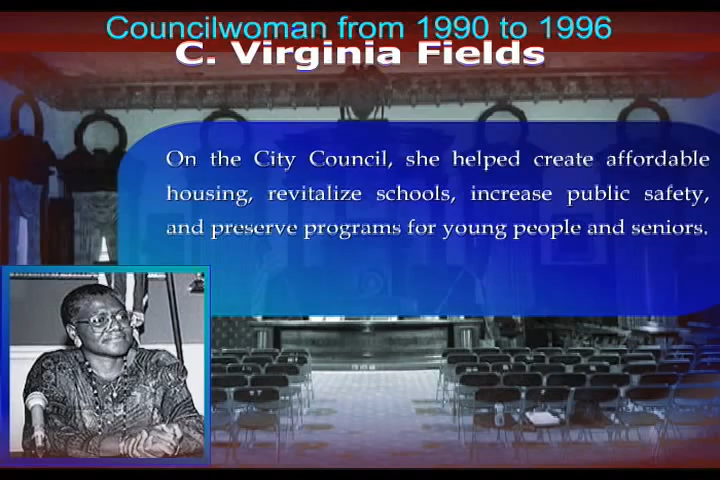 Councilwoman from 1990 to 1996
C. Virginia Fields
On the City Council, she helped create affordable
housing, revitalize schools, increase public safety,
and preserve programs for young people and seniors.